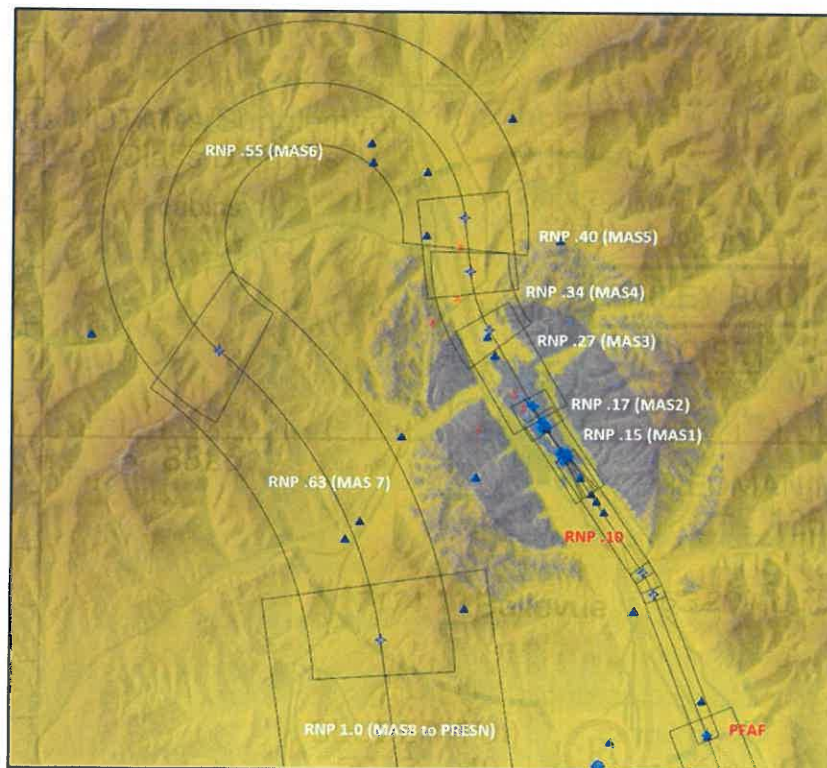 RNP .55 (MAS6)
RNP .40 (MAS5)
RNP .34 (MAS4)
RNP .27 (MAS3)
RNP .17 (MAS2)
RNP .15 (MAS1)
RNP .63 (MAS 7)
RNP .10
RNP 1.0 (MAS8 to PRESN)
PFAF